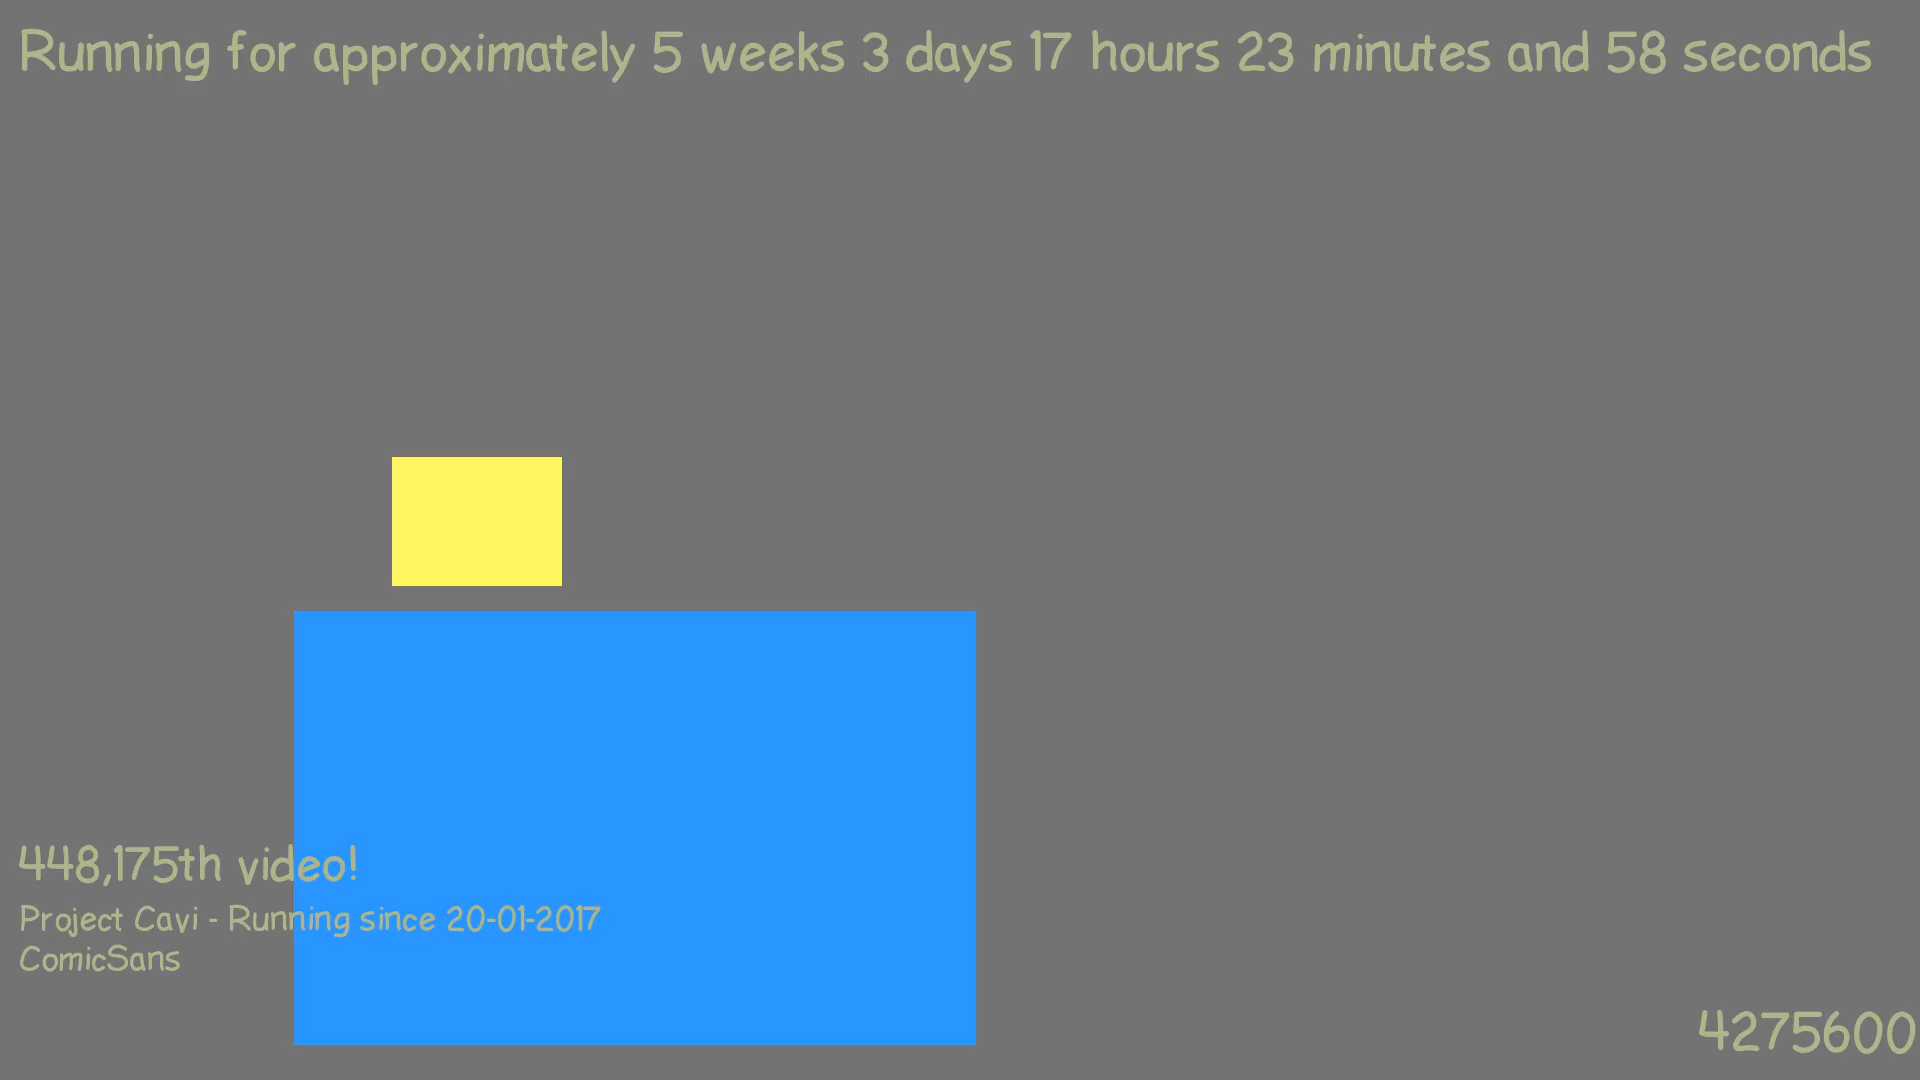 Running for approximately 5 weeks 3 days 17 hours 23 minutes and 58 seconds
448,175th video!
Project Cavi - Running since 20-01-2017
ComicSans
4275600